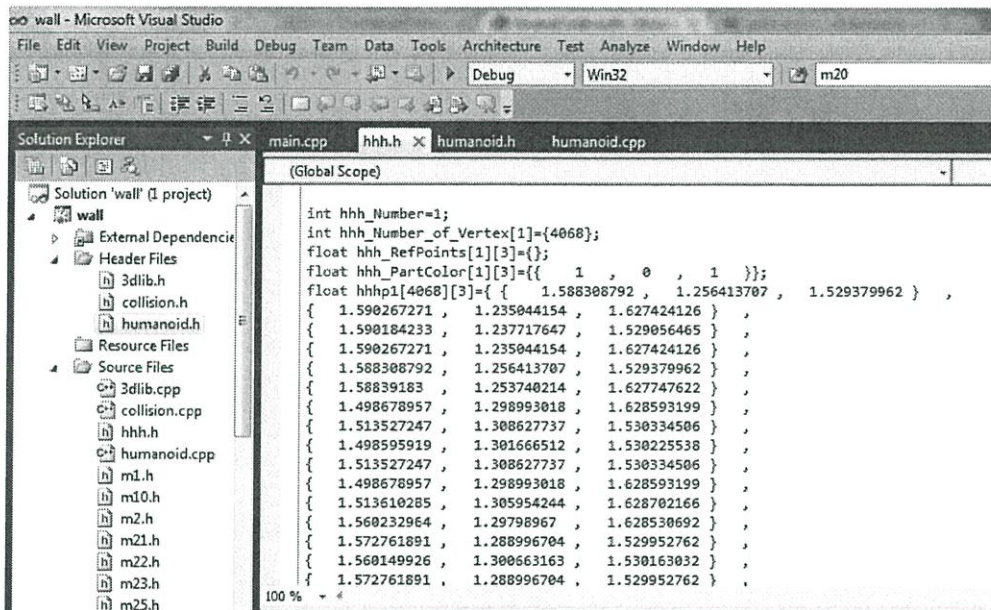 wall - Microsoft Visual Studio
File Edit View Project Build Debug Team Data Tools Architecture Test Analyze Window Help
Debug Win32 m20
Solution Explorer main.cpp hhh.h humanoid.h humanoid.cpp
(Global Scope)
Solution 'wall' (1 project)
wall
External Dependencie
Header Files
3dlib.h
collision.h
humanoid.h
Resource Files
Source Files
3dlib.cpp
collision.cpp
hhh.h
humanoid.cpp
m1.h
m10.h
m2.h
m21.h
m22.h
m23.h
m25.h
int hhh_Number=1;
int hhh_Number_of_Vertex[1]={4068};
float hhh_RefPoints[1][3]={};
float hhh_PartColor[1][3]={{ 1 , 0 , 1 }};
float hhhp1[4068][3]={ { 1.588308792 , 1.256413707 , 1.529379962 } ,
{ 1.590267271 , 1.235044154 , 1.627424126 } ,
{ 1.590184233 , 1.237717647 , 1.529056465 } ,
{ 1.590267271 , 1.235044154 , 1.627424126 } ,
{ 1.588308792 , 1.256413707 , 1.529379962 } ,
{ 1.58839183 , 1.253740214 , 1.627747622 } ,
{ 1.498678957 , 1.298993018 , 1.628593199 } ,
{ 1.513527247 , 1.308627737 , 1.530334506 } ,
{ 1.498595919 , 1.301666512 , 1.530225538 } ,
{ 1.513527247 , 1.308627737 , 1.530334506 } ,
{ 1.498678957 , 1.298993018 , 1.628593199 } ,
{ 1.513610285 , 1.305954244 , 1.628702166 } ,
{ 1.560232964 , 1.29798967 , 1.628530692 } ,
{ 1.572761891 , 1.288996704 , 1.529952762 } ,
{ 1.560149926 , 1.300663163 , 1.530163032 } ,
{ 1.572761891 , 1.288996704 , 1.529952762 } ,
100 %